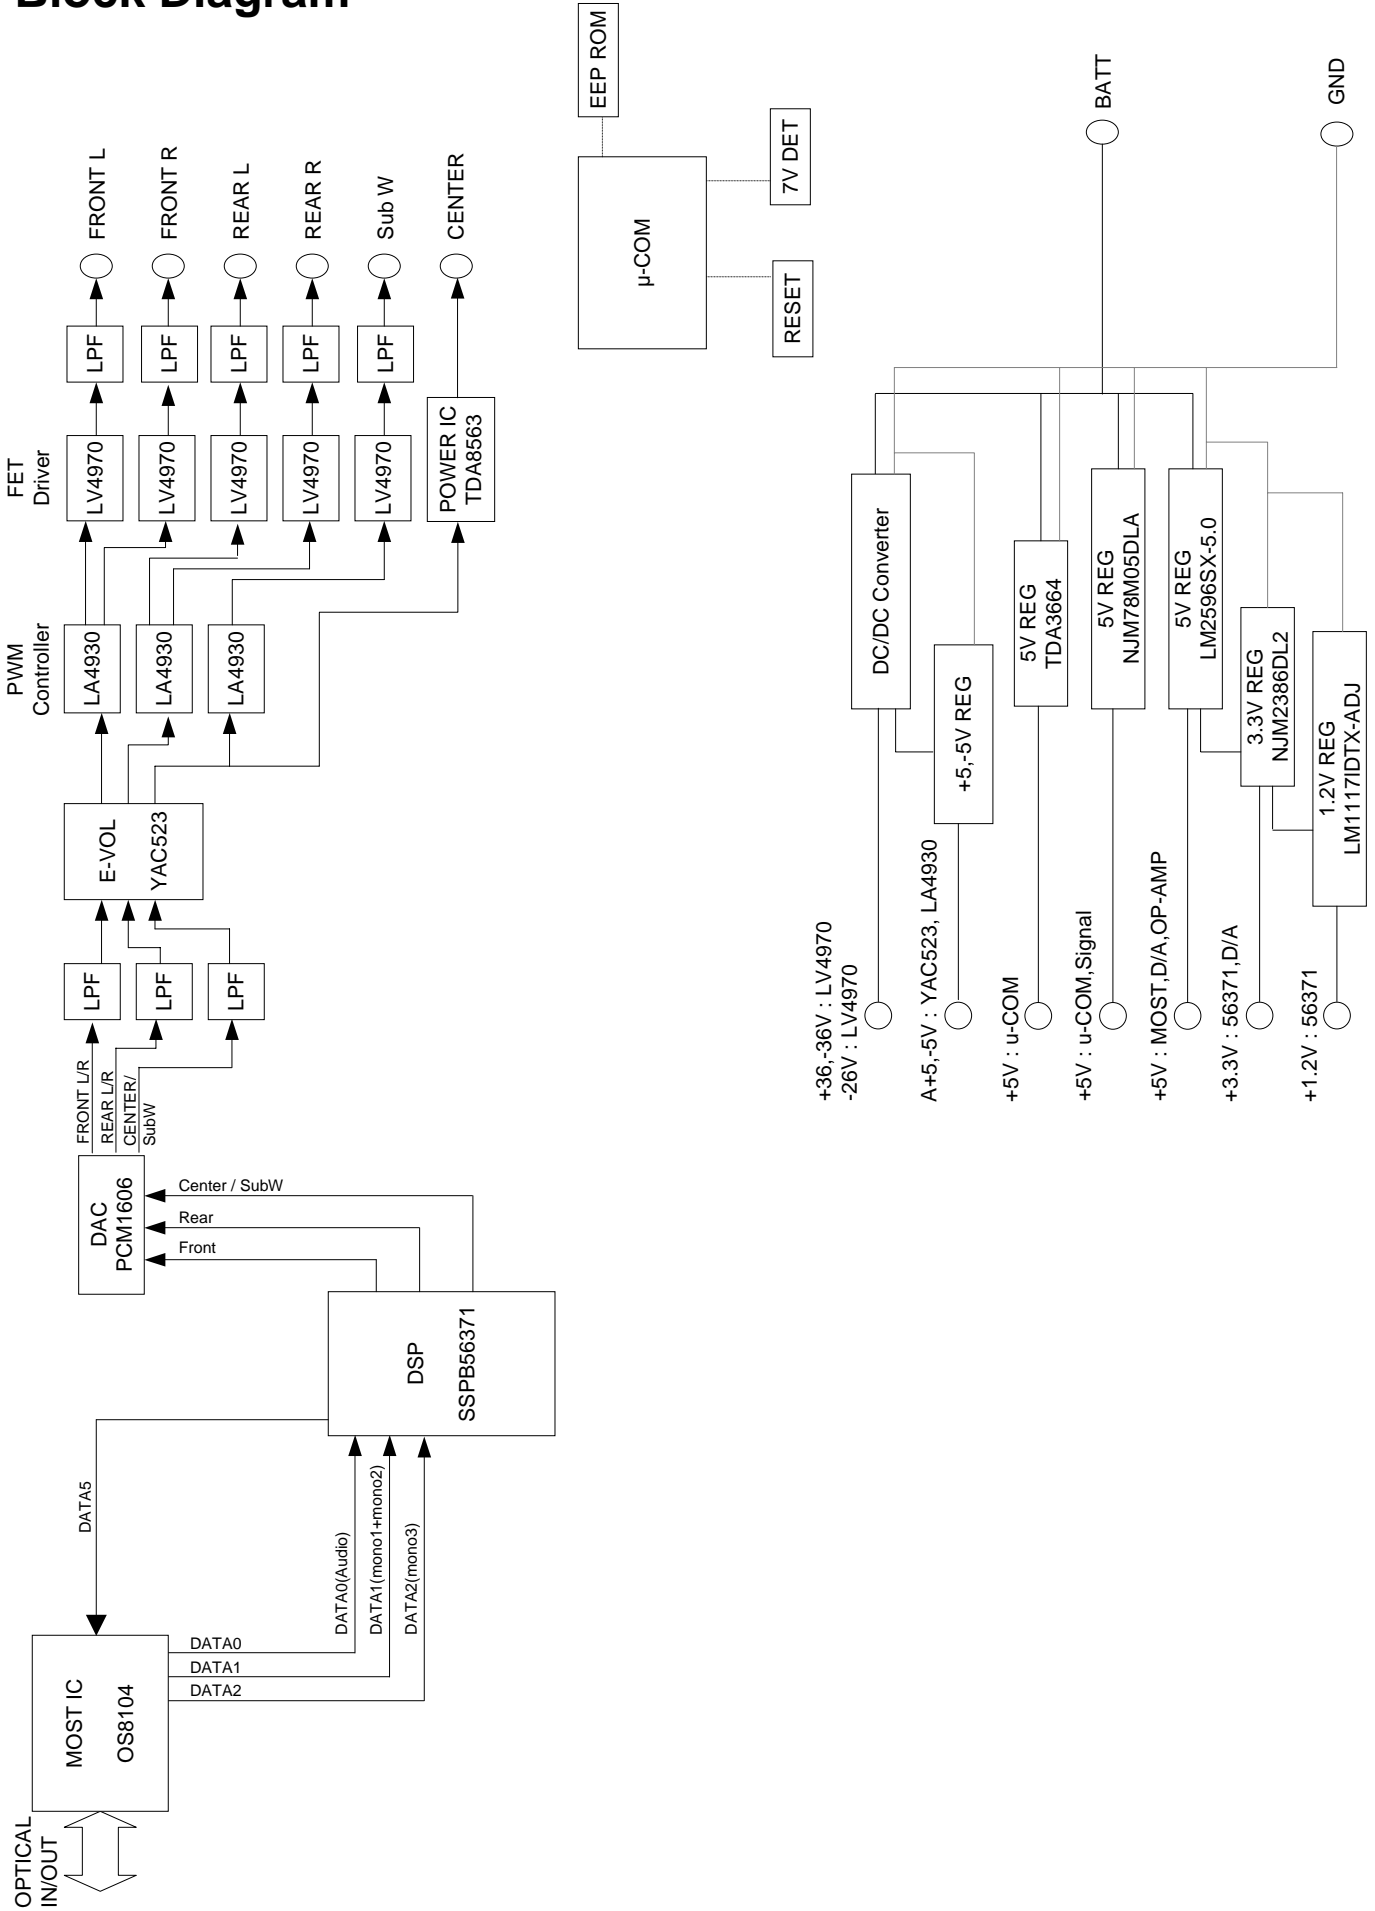 Block Diagram
OPTICAL
IN/OUT
MOST IC
OS8104
DATA5
DATA0
DATA1
DATA2
DATA0(Audio)
DATA1(mono1+mono2)
DATA2(mono3)
DSP
SSPB56371
Front
Rear
Center / SubW
DAC
PCM1606
FRONT L/R
REAR L/R
CENTER/
SubW
LPF
LPF
LPF
E-VOL
YAC523
PWM
Controller
LA4930
LA4930
LA4930
FET
Driver
LV4970
LV4970
LV4970
LV4970
LV4970
POWER IC
TDA8563
LPF
LPF
LPF
LPF
LPF
FRONT L
FRONT R
REAR L
REAR R
Sub W
CENTER
µ-COM
EEP ROM
RESET
7V DET
+36,-36V : LV4970
-26V : LV4970
A+5,-5V : YAC523, LA4930
+5V : u-COM
+5V : u-COM,Signal
+5V : MOST,D/A,OP-AMP
+3.3V : 56371,D/A
+1.2V : 56371
DC/DC Converter
+5,-5V REG
5V REG
TDA3664
5V REG
NJM78M05DLA
5V REG
LM2596SX-5.0
3.3V REG
NJM2386DL2
1.2V REG
LM1117IDTX-ADJ
BATT
GND